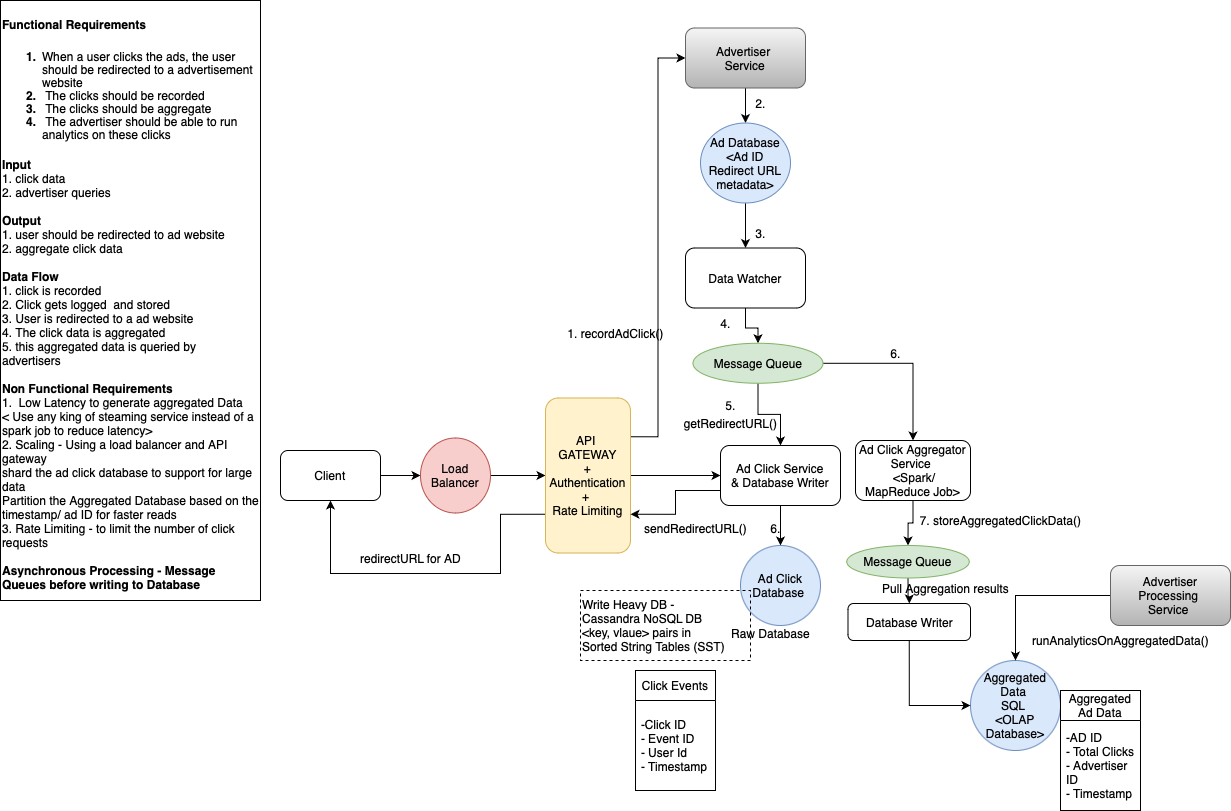 Functional Requirements
1. When a user clicks the ads, the user
should be redirected to a advertisement
website
2. The clicks should be recorded
3. The clicks should be aggregate
4. The advertiser should be able to run
analytics on these clicks
Input
1. click data
2. advertiser queries
Output
1. user should be redirected to ad website
2. aggregate click data
Data Flow
1. click is recorded
2. Click gets logged and stored
3. User is redirected to a ad website
4. The click data is aggregated
5. this aggregated data is queried by
advertisers
Non Functional Requirements
1. Low Latency to generate aggregated Data
< Use any king of steaming service instead of a
spark job to reduce latency>
2. Scaling - Using a load balancer and API
gateway
shard the ad click database to support for large
data
Partition the Aggregated Database based on the
timestamp/ ad ID for faster reads
3. Rate Limiting - to limit the number of click
requests
Asynchronous Processing - Message
Queues before writing to Database
Advertiser
Service
2.
Ad Database
<Ad ID
Redirect URL
metadata>
3.
Data Watcher
4.
1. recordAdClick()
Message Queue
6.
5.
getRedirectURL()
Client
Load
Balancer
API
GATEWAY
+
Authentication
+
Rate Limiting
Ad Click Service
& Database Writer
Ad Click Aggregator
Service
<Spark/
MapReduce Job>
sendRedirectURL()
6.
7. storeAggregatedClickData()
redirectURL for AD
Message Queue
Pull Aggregation results
Ad Click
Database
Raw Database
Write Heavy DB -
Cassandra NoSQL DB
<key, vlaue> pairs in
Sorted String Tables (SST)
Database Writer
Advertiser
Processing
Service
runAnalyticsOnAggregatedData()
Click Events
-Click ID
- Event ID
- User Id
- Timestamp
Aggregated
Data
SQL
<OLAP
Database>
Aggregated
Ad Data
-AD ID
- Total Clicks
- Advertiser
ID
- Timestamp